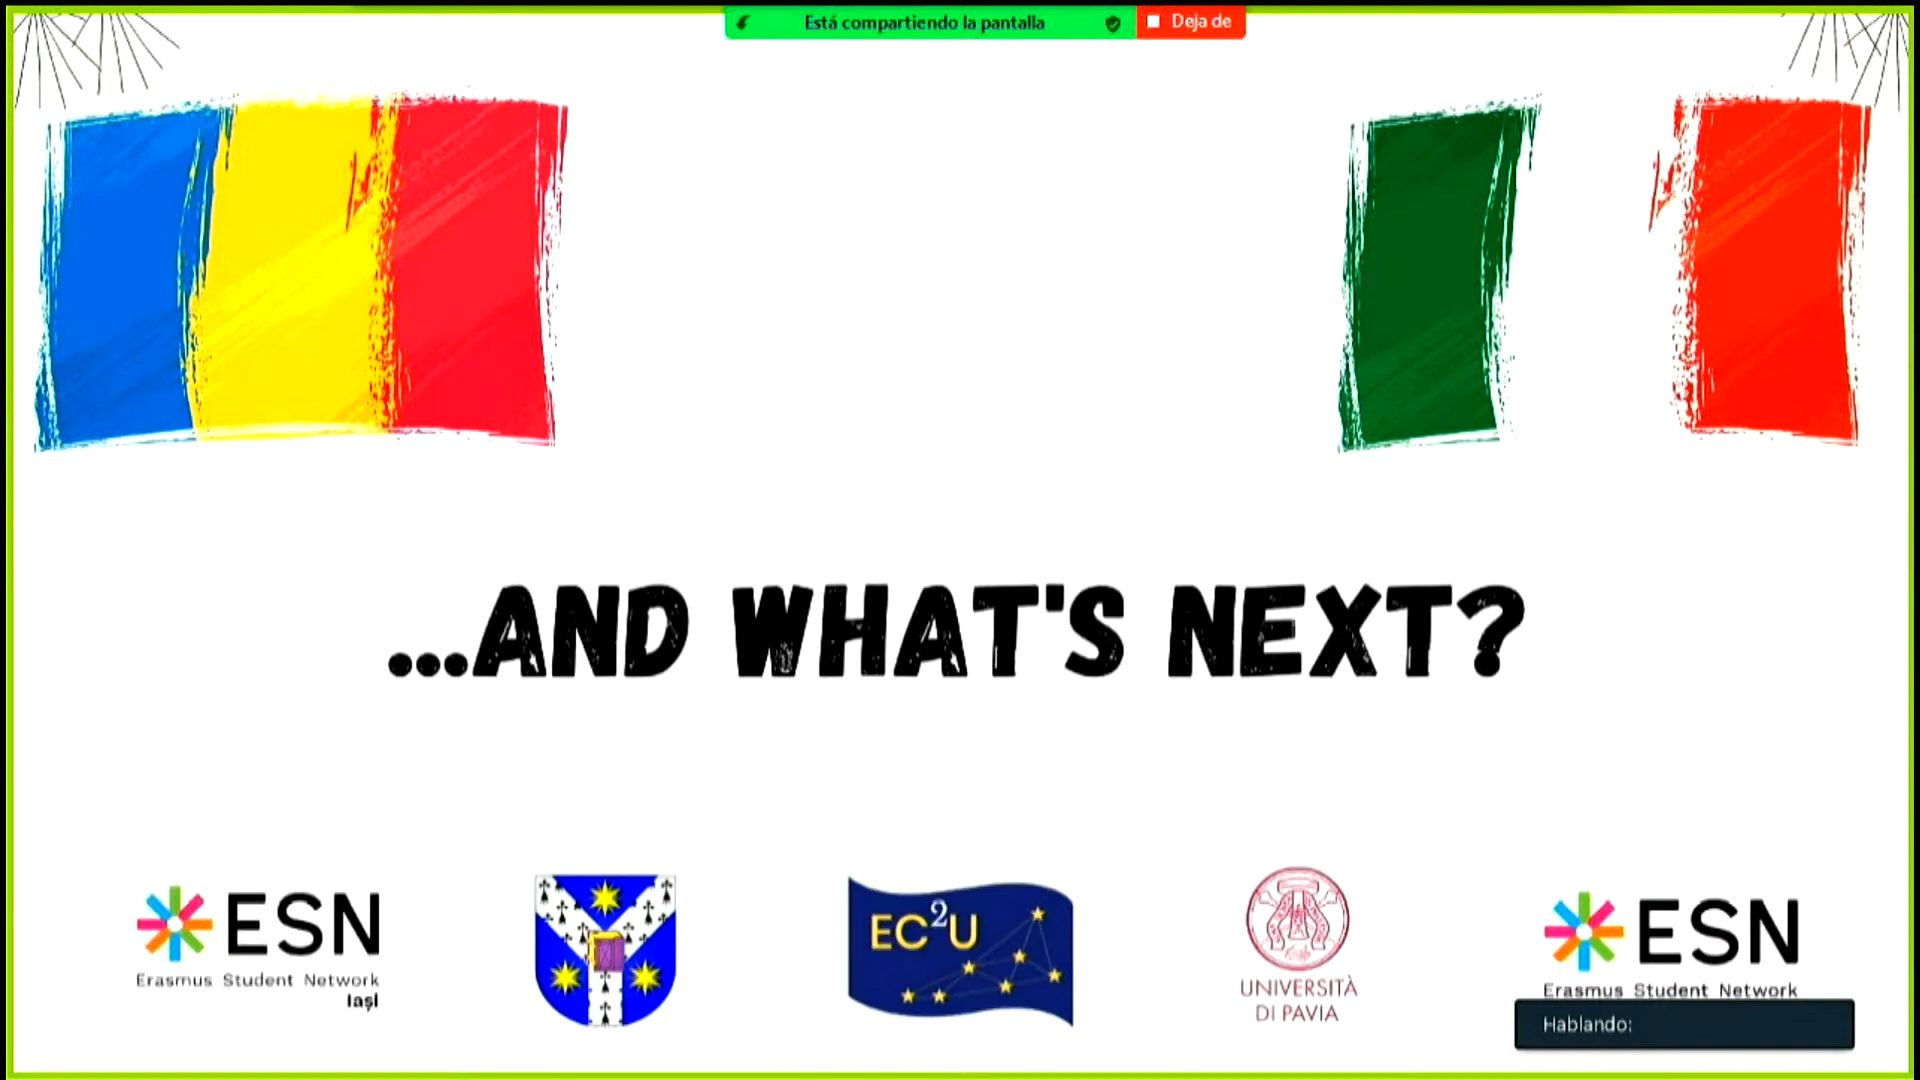 Está compartiendo la pantalla
Deja de
...AND WHAT'S NEXT?
ESN
Erasmus Student Network
Iași
EC2U
UNIVERSITÀ
DI PAVIA
ESN
Erasmus Student Network
Hablando: